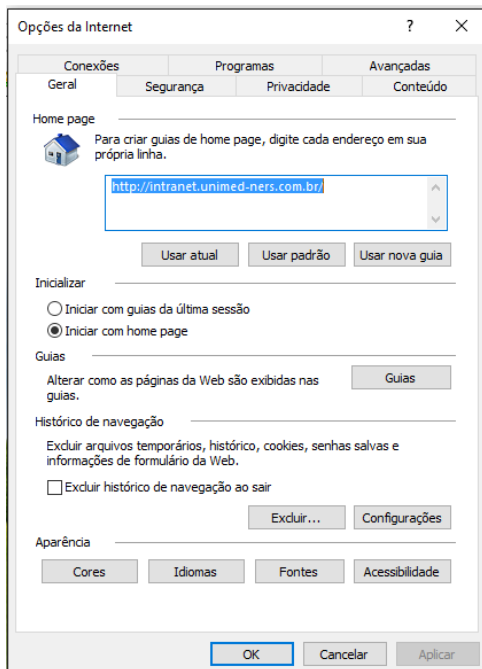 Opções da Internet ? X
Conexões Programas Avançadas
Geral Segurança Privacidade Conteúdo
Home page
Para criar guias de home page, digite cada endereço em sua
própria linha.
http://intranet.unimed-ners.com.br/
Usar atual Usar padrão Usar nova guia
Inicializar
Iniciar com guias da última sessão
Iniciar com home page
Guias
Alterar como as páginas da Web são exibidas nas
guias.
Guias
Histórico de navegação
Excluir arquivos temporários, histórico, cookies, senhas salvas e
informações de formulário da Web.
Excluir histórico de navegação ao sair
Excluir... Configurações
Aparência
Cores Idiomas Fontes Acessibilidade
OK Cancelar Aplicar